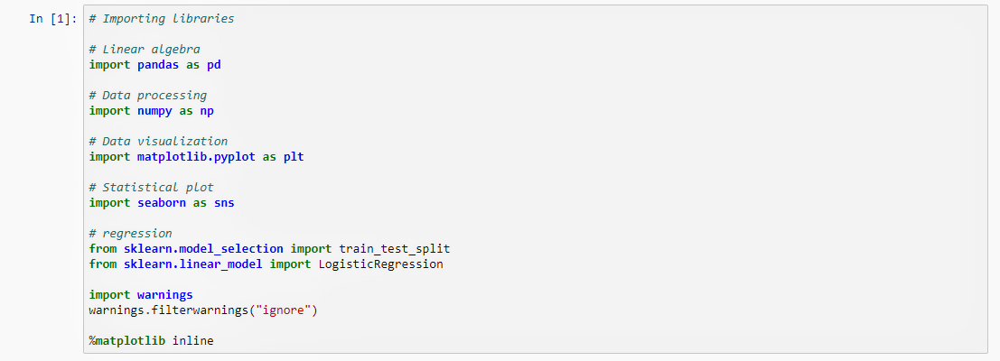 In [1]: # Importing libraries
# Linear algebra
import pandas as pd
# Data processing
import numpy as np
# Data visualization
import matplotlib.pyplot as plt
# Statistical plot
import seaborn as sns
# regression
from sklearn.model_selection import train_test_split
from sklearn.linear_model import LogisticRegression
import warnings
warnings.filterwarnings("ignore")
%matplotlib inline